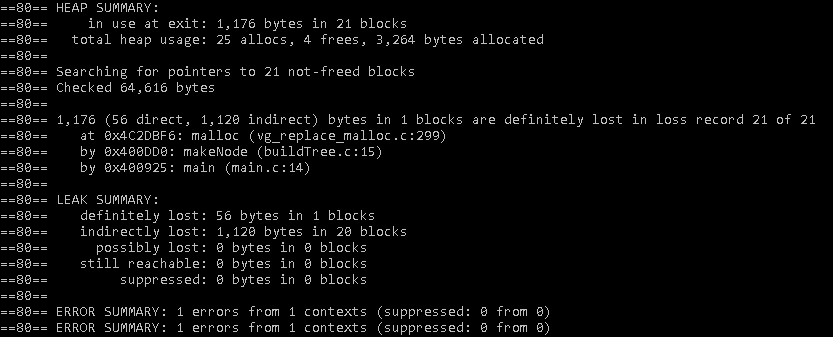 ==80== HEAP SUMMARY:
==80==     in use at exit: 1,176 bytes in 21 blocks
==80==   total heap usage: 25 allocs, 4 frees, 3,264 bytes allocated
==80==
==80== Searching for pointers to 21 not-freed blocks
==80== Checked 64,616 bytes
==80==
==80== 1,176 (56 direct, 1,120 indirect) bytes in 1 blocks are definitely lost in loss record 21 of 21
==80==    at 0x4C2DBF6: malloc (vg_replace_malloc.c:299)
==80==    by 0x400DD0: makeNode (buildTree.c:15)
==80==    by 0x400925: main (main.c:14)
==80==
==80== LEAK SUMMARY:
==80==    definitely lost: 56 bytes in 1 blocks
==80==    indirectly lost: 1,120 bytes in 20 blocks
==80==      possibly lost: 0 bytes in 0 blocks
==80==    still reachable: 0 bytes in 0 blocks
==80==         suppressed: 0 bytes in 0 blocks
==80==
==80== ERROR SUMMARY: 1 errors from 1 contexts (suppressed: 0 from 0)
==80== ERROR SUMMARY: 1 errors from 1 contexts (suppressed: 0 from 0)